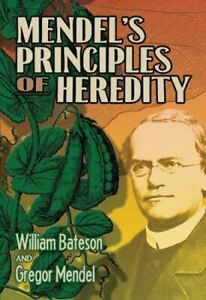 MENDEL'S
PRINCIPLES
OF HEREDITY
William Bateson
AND
Gregor Mendel